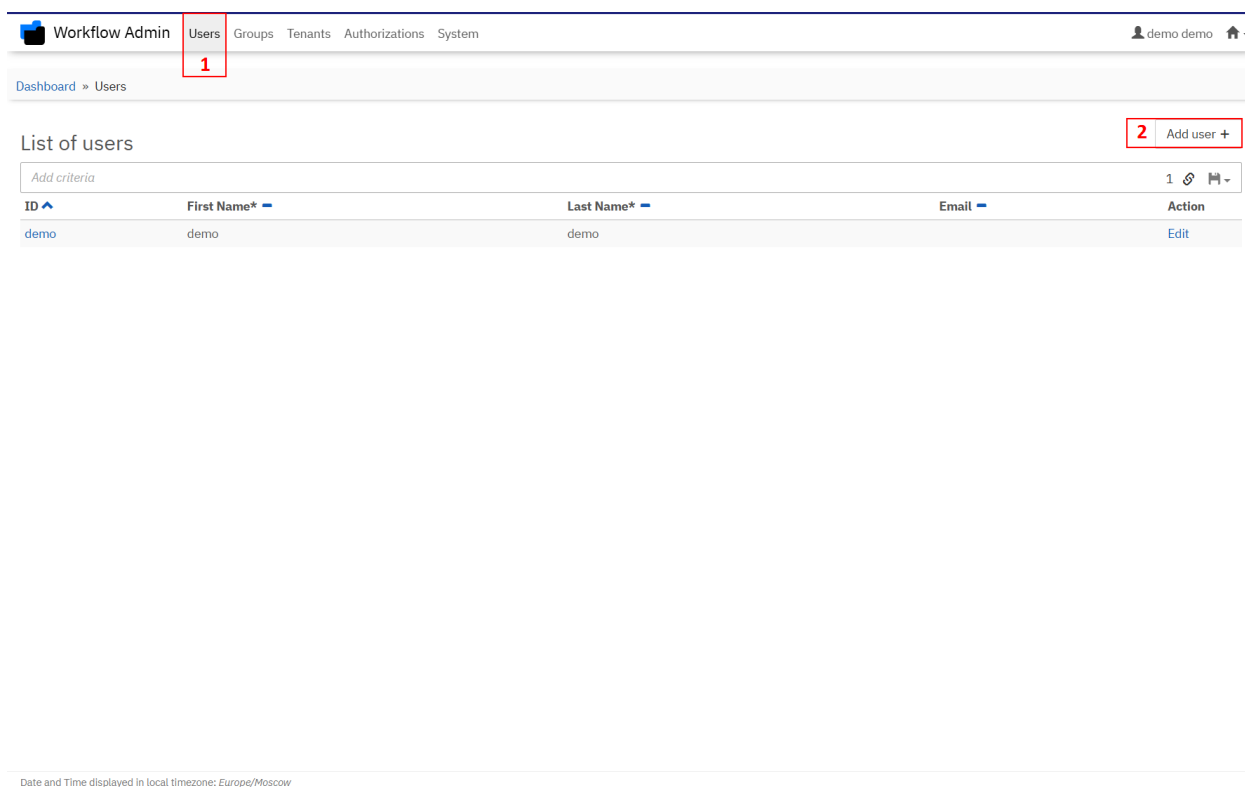 Workflow Admin Users Groups Tenants Authorizations System demo demo
1
Dashboard » Users
List of users
2 Add user +
Add criteria 1
ID First Name* Last Name* Email Action
demo demo demo Edit
Date and Time displayed in local timezone: Europe/Moscow